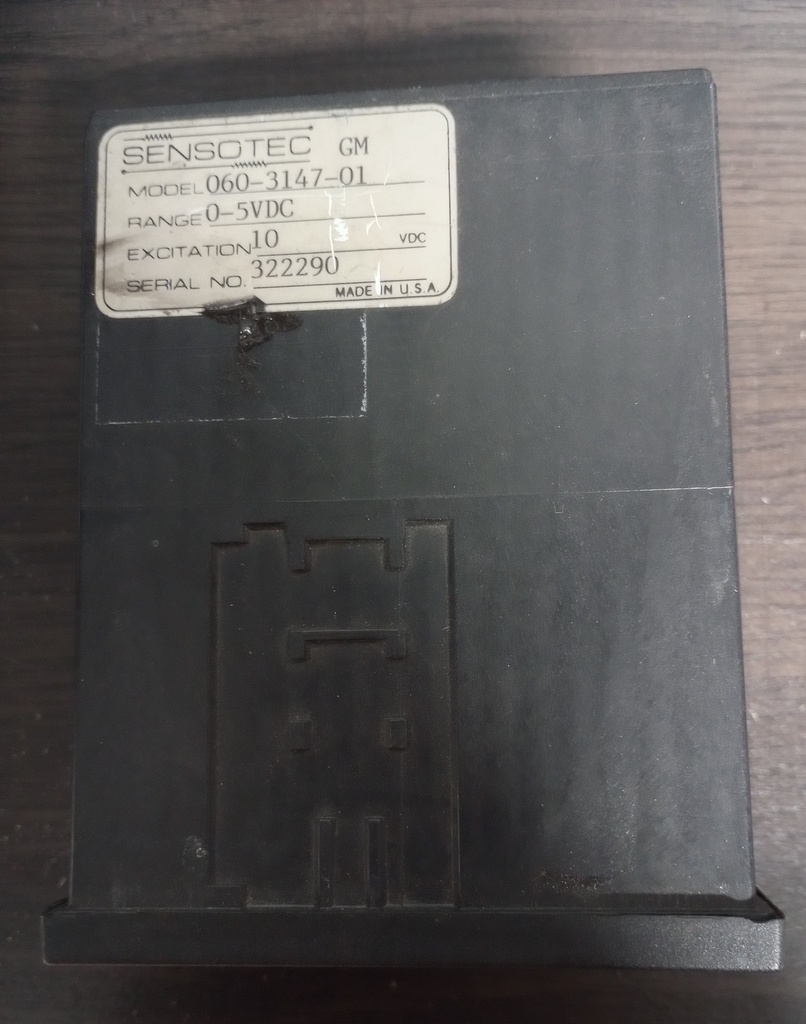 SENSOTEC GM
MODEL 060-3147-01
RANGE 0-5VDC
EXCITATION 10 VDC
SERIAL NO. 322290
MADE IN U.S.A.